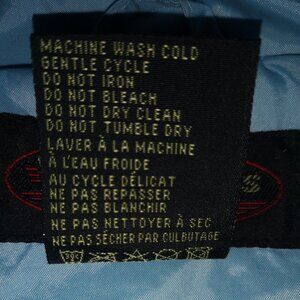 MACHINE WASH COLD
GENTLE CYCLE
DO NOT IRON
DO NOT BLEACH
DO NOT DRY CLEAN
DO NOT TUMBLE DRY
LAVER À LA MACHINE
À L'EAU FROIDE
AU CYCLE DÉLICAT
NE PAS REPASSER
NE PAS BLANCHIR
NE PAS NETTOYER À SEC
NE PAS SÉCHER PAR CULBUTAGE